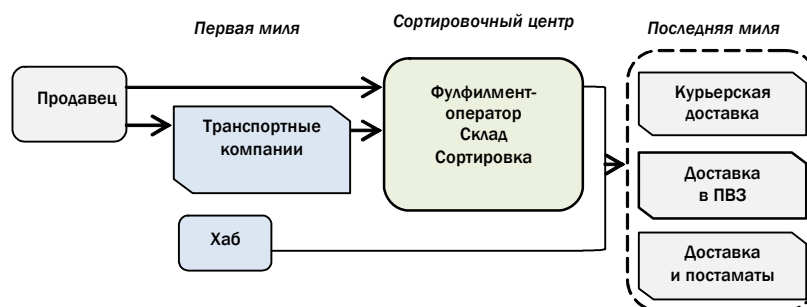 Первая миля
Сортировочный центр
Последняя миля
Продавец
Транспортные
компании
Хаб
Фулфилмент-
оператор
Склад
Сортировка
Курьерская
доставка
Доставка
в ПВЗ
Доставка
и постаматы